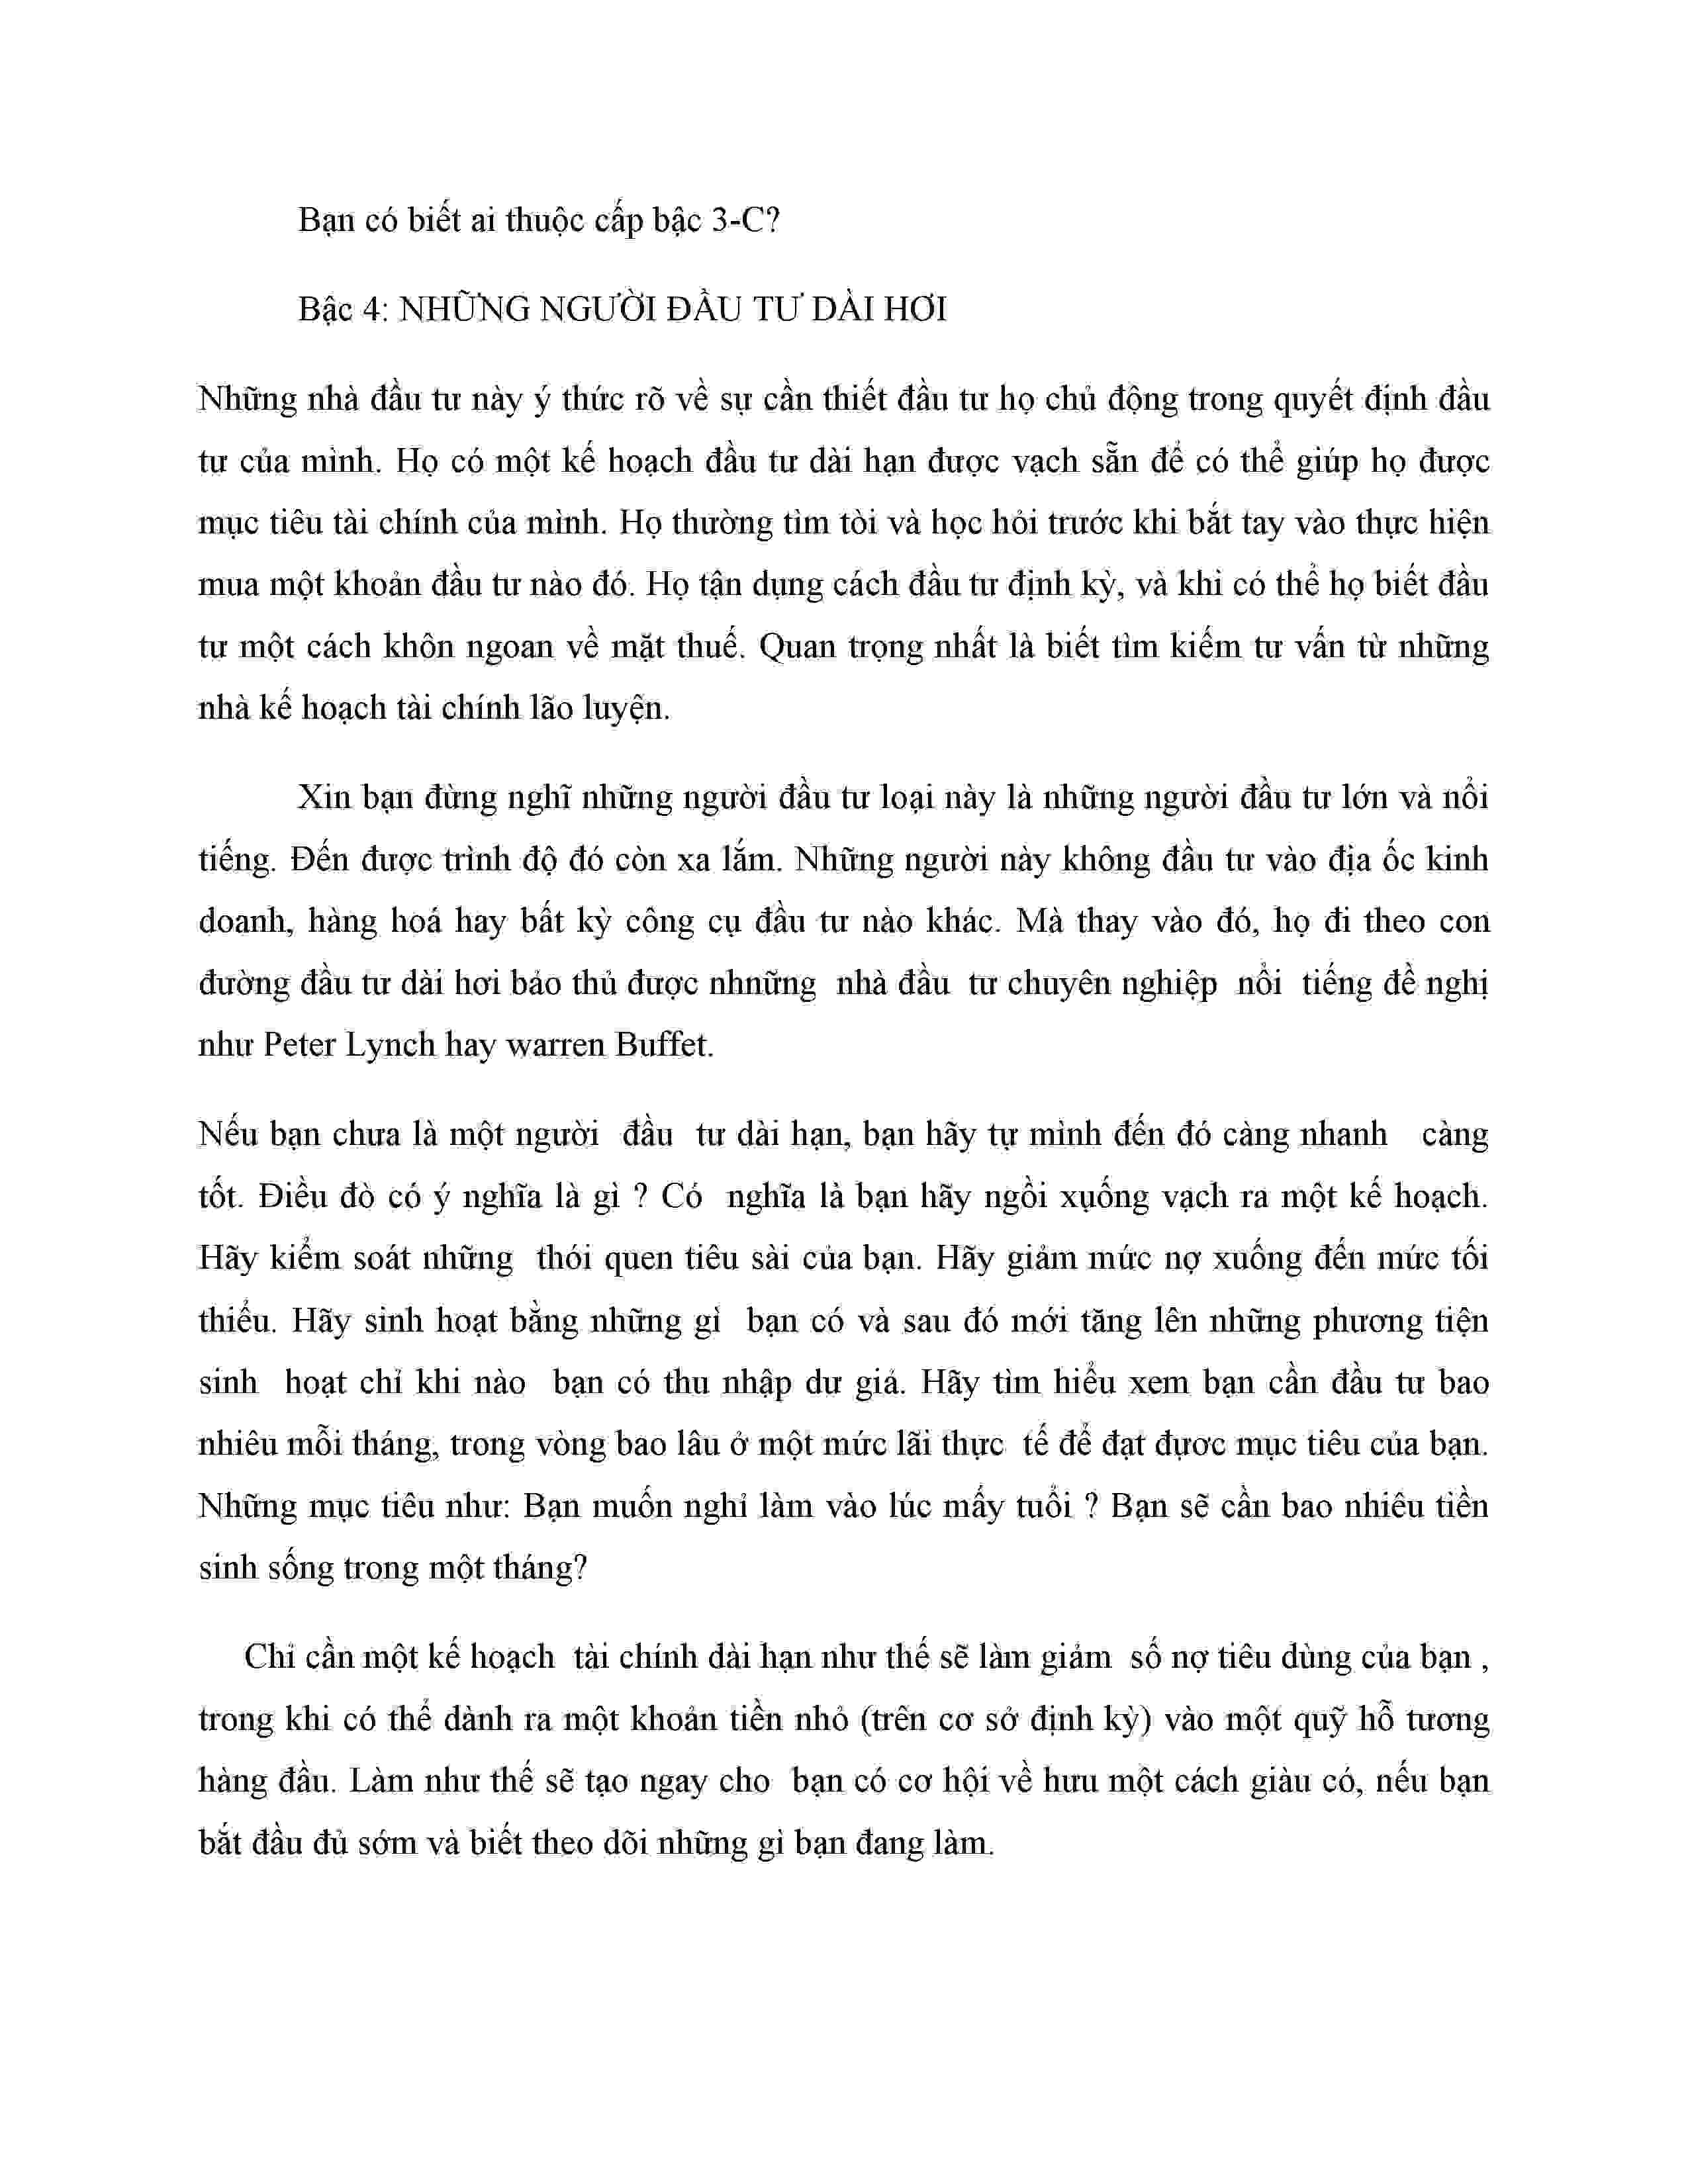 Bạn có biết ai thuộc cấp bậc 3-C?
Bậc 4: NHỮNG NGƯỜI ĐẦU TƯ DÀI HƠI
Những nhà đầu tư này ý thức rõ về sự cần thiết đầu tư họ chủ động trong quyết định đầu
tư của mình. Họ có một kế hoạch đầu tư dài hạn được vạch sẵn để có thể giúp họ được
mục tiêu tài chính của mình. Họ thường tìm tòi và học hỏi trước khi bắt tay vào thực hiện
mua một khoản đầu tư nào đó. Họ tận dụng cách đầu tư định kỳ, và khi có thể họ biết đầu
tư một cách khôn ngoan về mặt thuế. Quan trọng nhất là biết tìm kiếm tư vấn từ những
nhà kế hoạch tài chính lão luyện.
Xin bạn đừng nghĩ những người đầu tư loại này là những người đầu tư lớn và nổi
tiếng. Đến được trình độ đó còn xa lắm. Những người này không đầu tư vào địa ốc kinh
doanh, hàng hoá hay bất kỳ công cụ đầu tư nào khác. Mà thay vào đó, họ đi theo con
đường đầu tư dài hơi bảo thủ được nhnững nhà đầu tư chuyên nghiệp nổi tiếng đề nghị
như Peter Lynch hay warren Buffet.
Nếu bạn chưa là một người đầu tư dài hạn, bạn hãy tự mình đến đó càng nhanh càng
tốt. Điều đò có ý nghĩa là gì ? Có nghĩa là bạn hãy ngồi xụống vạch ra một kế hoạch.
Hãy kiểm soát những thói quen tiêu sài của bạn. Hãy giảm mức nợ xuống đến mức tối
thiểu. Hãy sinh hoạt bằng những gì bạn có và sau đó mới tăng lên những phương tiện
sinh hoạt chỉ khi nào bạn có thu nhập dư giả. Hãy tìm hiểu xem bạn cần đầu tư bao
nhiêu mỗi tháng, trong vòng bao lâu ở một mức lãi thực tế để đạt đựơc mục tiêu của bạn.
Những mục tiêu như: Bạn muốn nghỉ làm vào lúc mấy tuổi ? Bạn sẽ cần bao nhiêu tiền
sinh sống trong một tháng?
Chỉ cần một kế hoạch tài chính dài hạn như thế sẽ làm giảm số nợ tiêu dùng của bạn ,
trong khi có thể dành ra một khoản tiền nhỏ (trên cơ sở định kỳ) vào một quỹ hỗ tương
hàng đầu. Làm như thế sẽ tạo ngay cho bạn có cơ hội về hưu một cách giàu có, nếu bạn
bắt đầu đủ sớm và biết theo dõi những gì bạn đang làm.